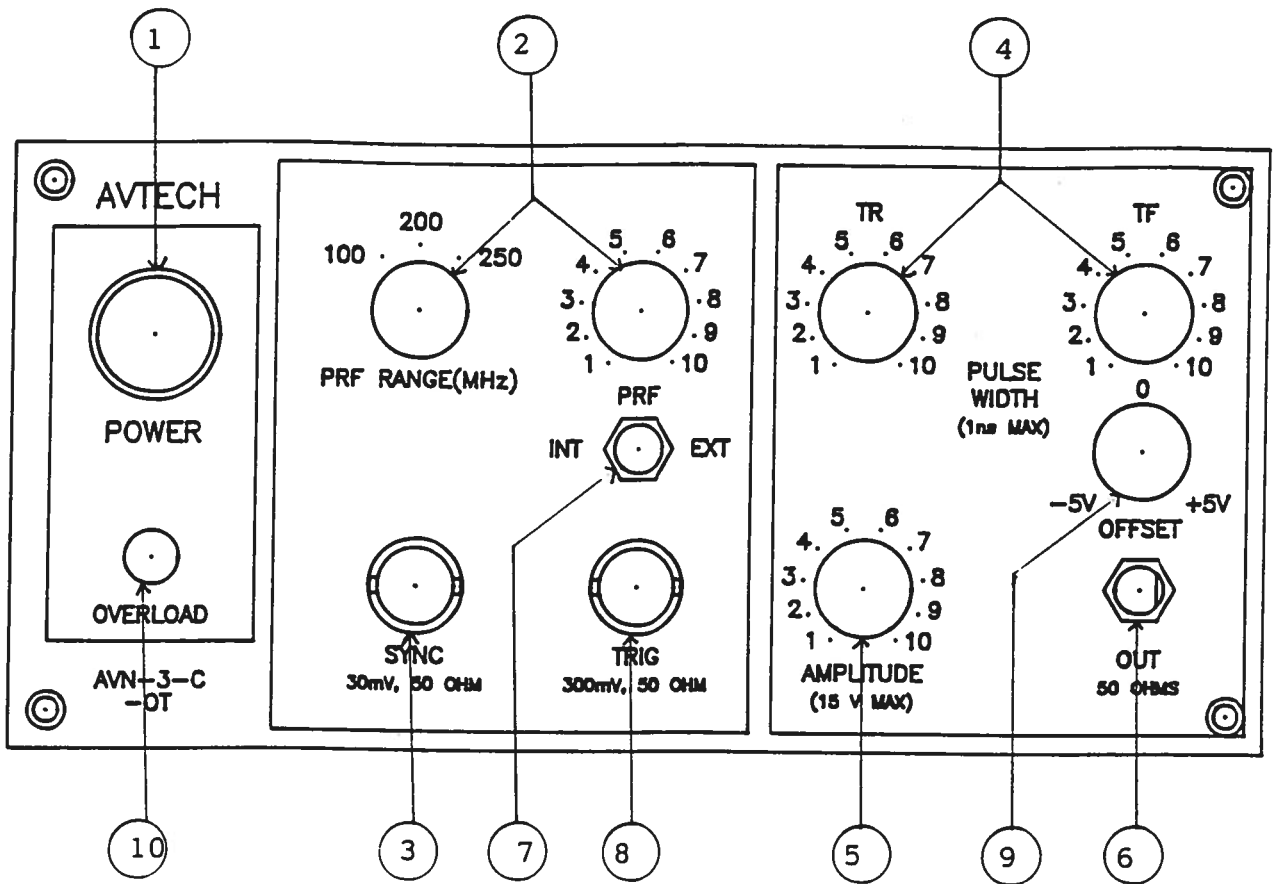 1
2
4
AVTECH
POWER
OVERLOAD
AVN-3-C
-OT
100
200
250
PRF RANGE(MHz)
1
2
3
4
5
6
7
8
9
10
PRF
INT
EXT
SYNC
30mV, 50 OHM
TRIG
300mV, 50 OHM
TR
1
2
3
4
5
6
7
8
9
10
TF
1
2
3
4
5
6
7
8
9
10
PULSE
WIDTH
(1ns MAX)
0
-5V
+5V
OFFSET
1
2
3
4
5
6
7
8
9
10
AMPLITUDE
(15 V MAX)
OUT
50 OHMS
10
3
7
8
5
9
6